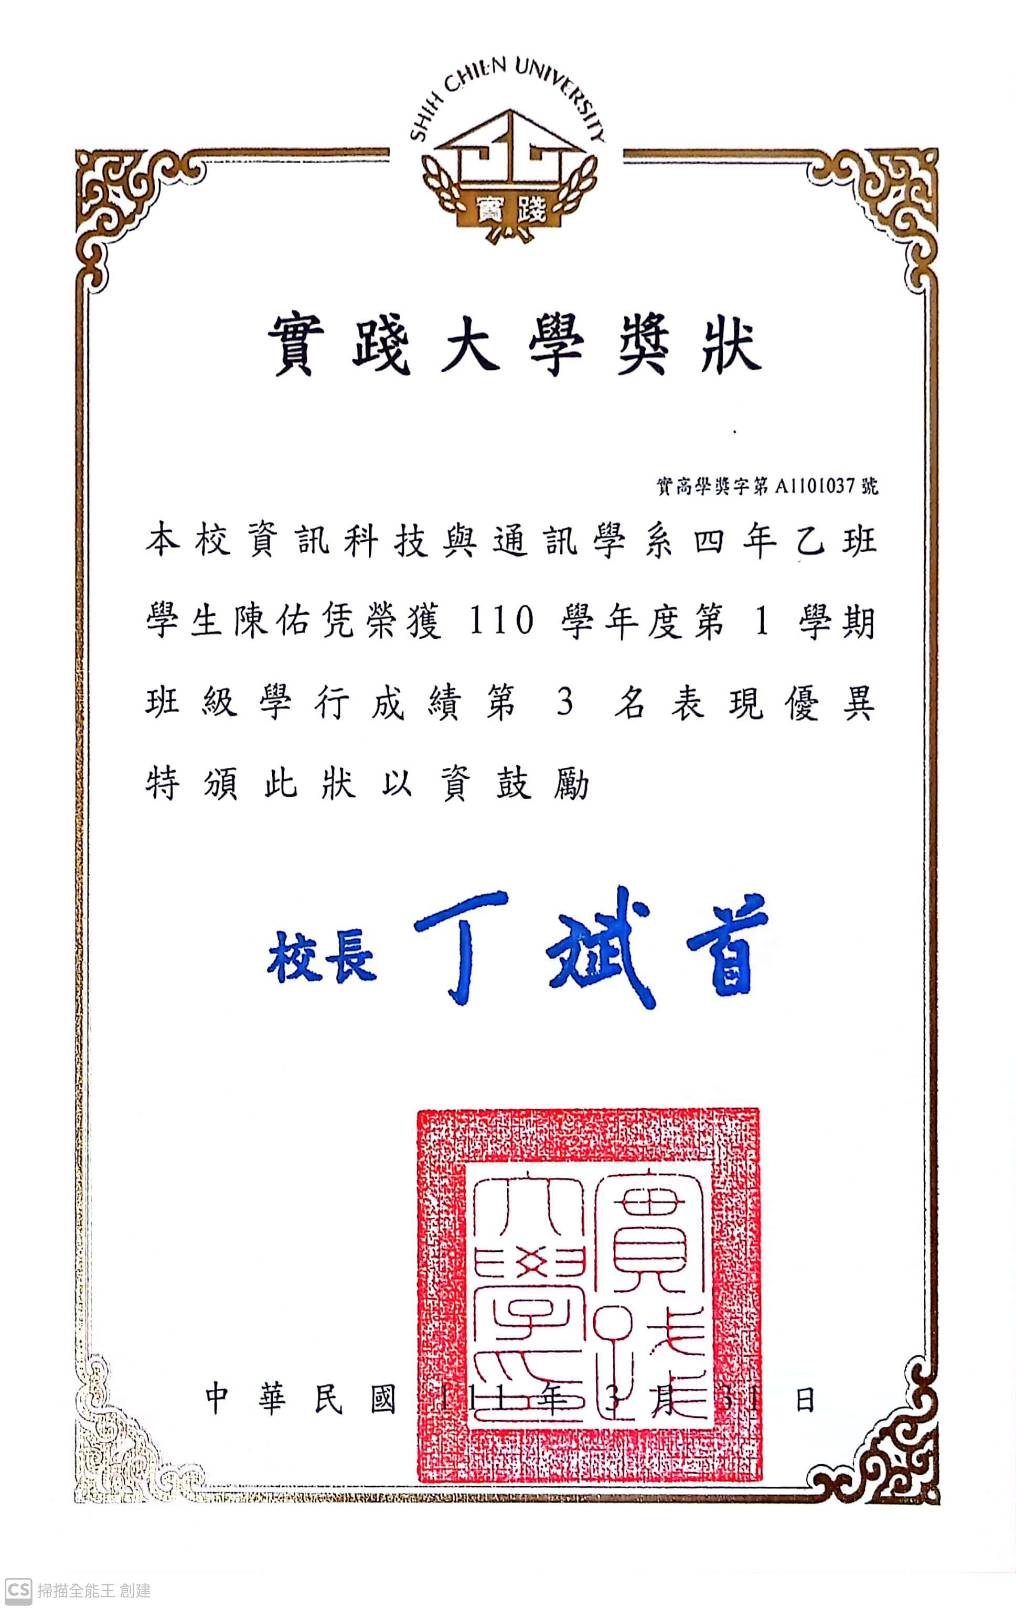 SHIH CHIEN UNIVERSITY
實踐
實踐大學獎狀
實高學獎字第 A1101037 號
本校資訊科技與通訊學系四年乙班
學生陳佑凭榮獲 110 學年度第 1 學期
班級學行成績第 3 名表現優異
特頒此狀以資鼓勵
校長 丁斌首
實踐大學印
中華民國 111 年 3 月 31 日
CS 掃描全能王 創建